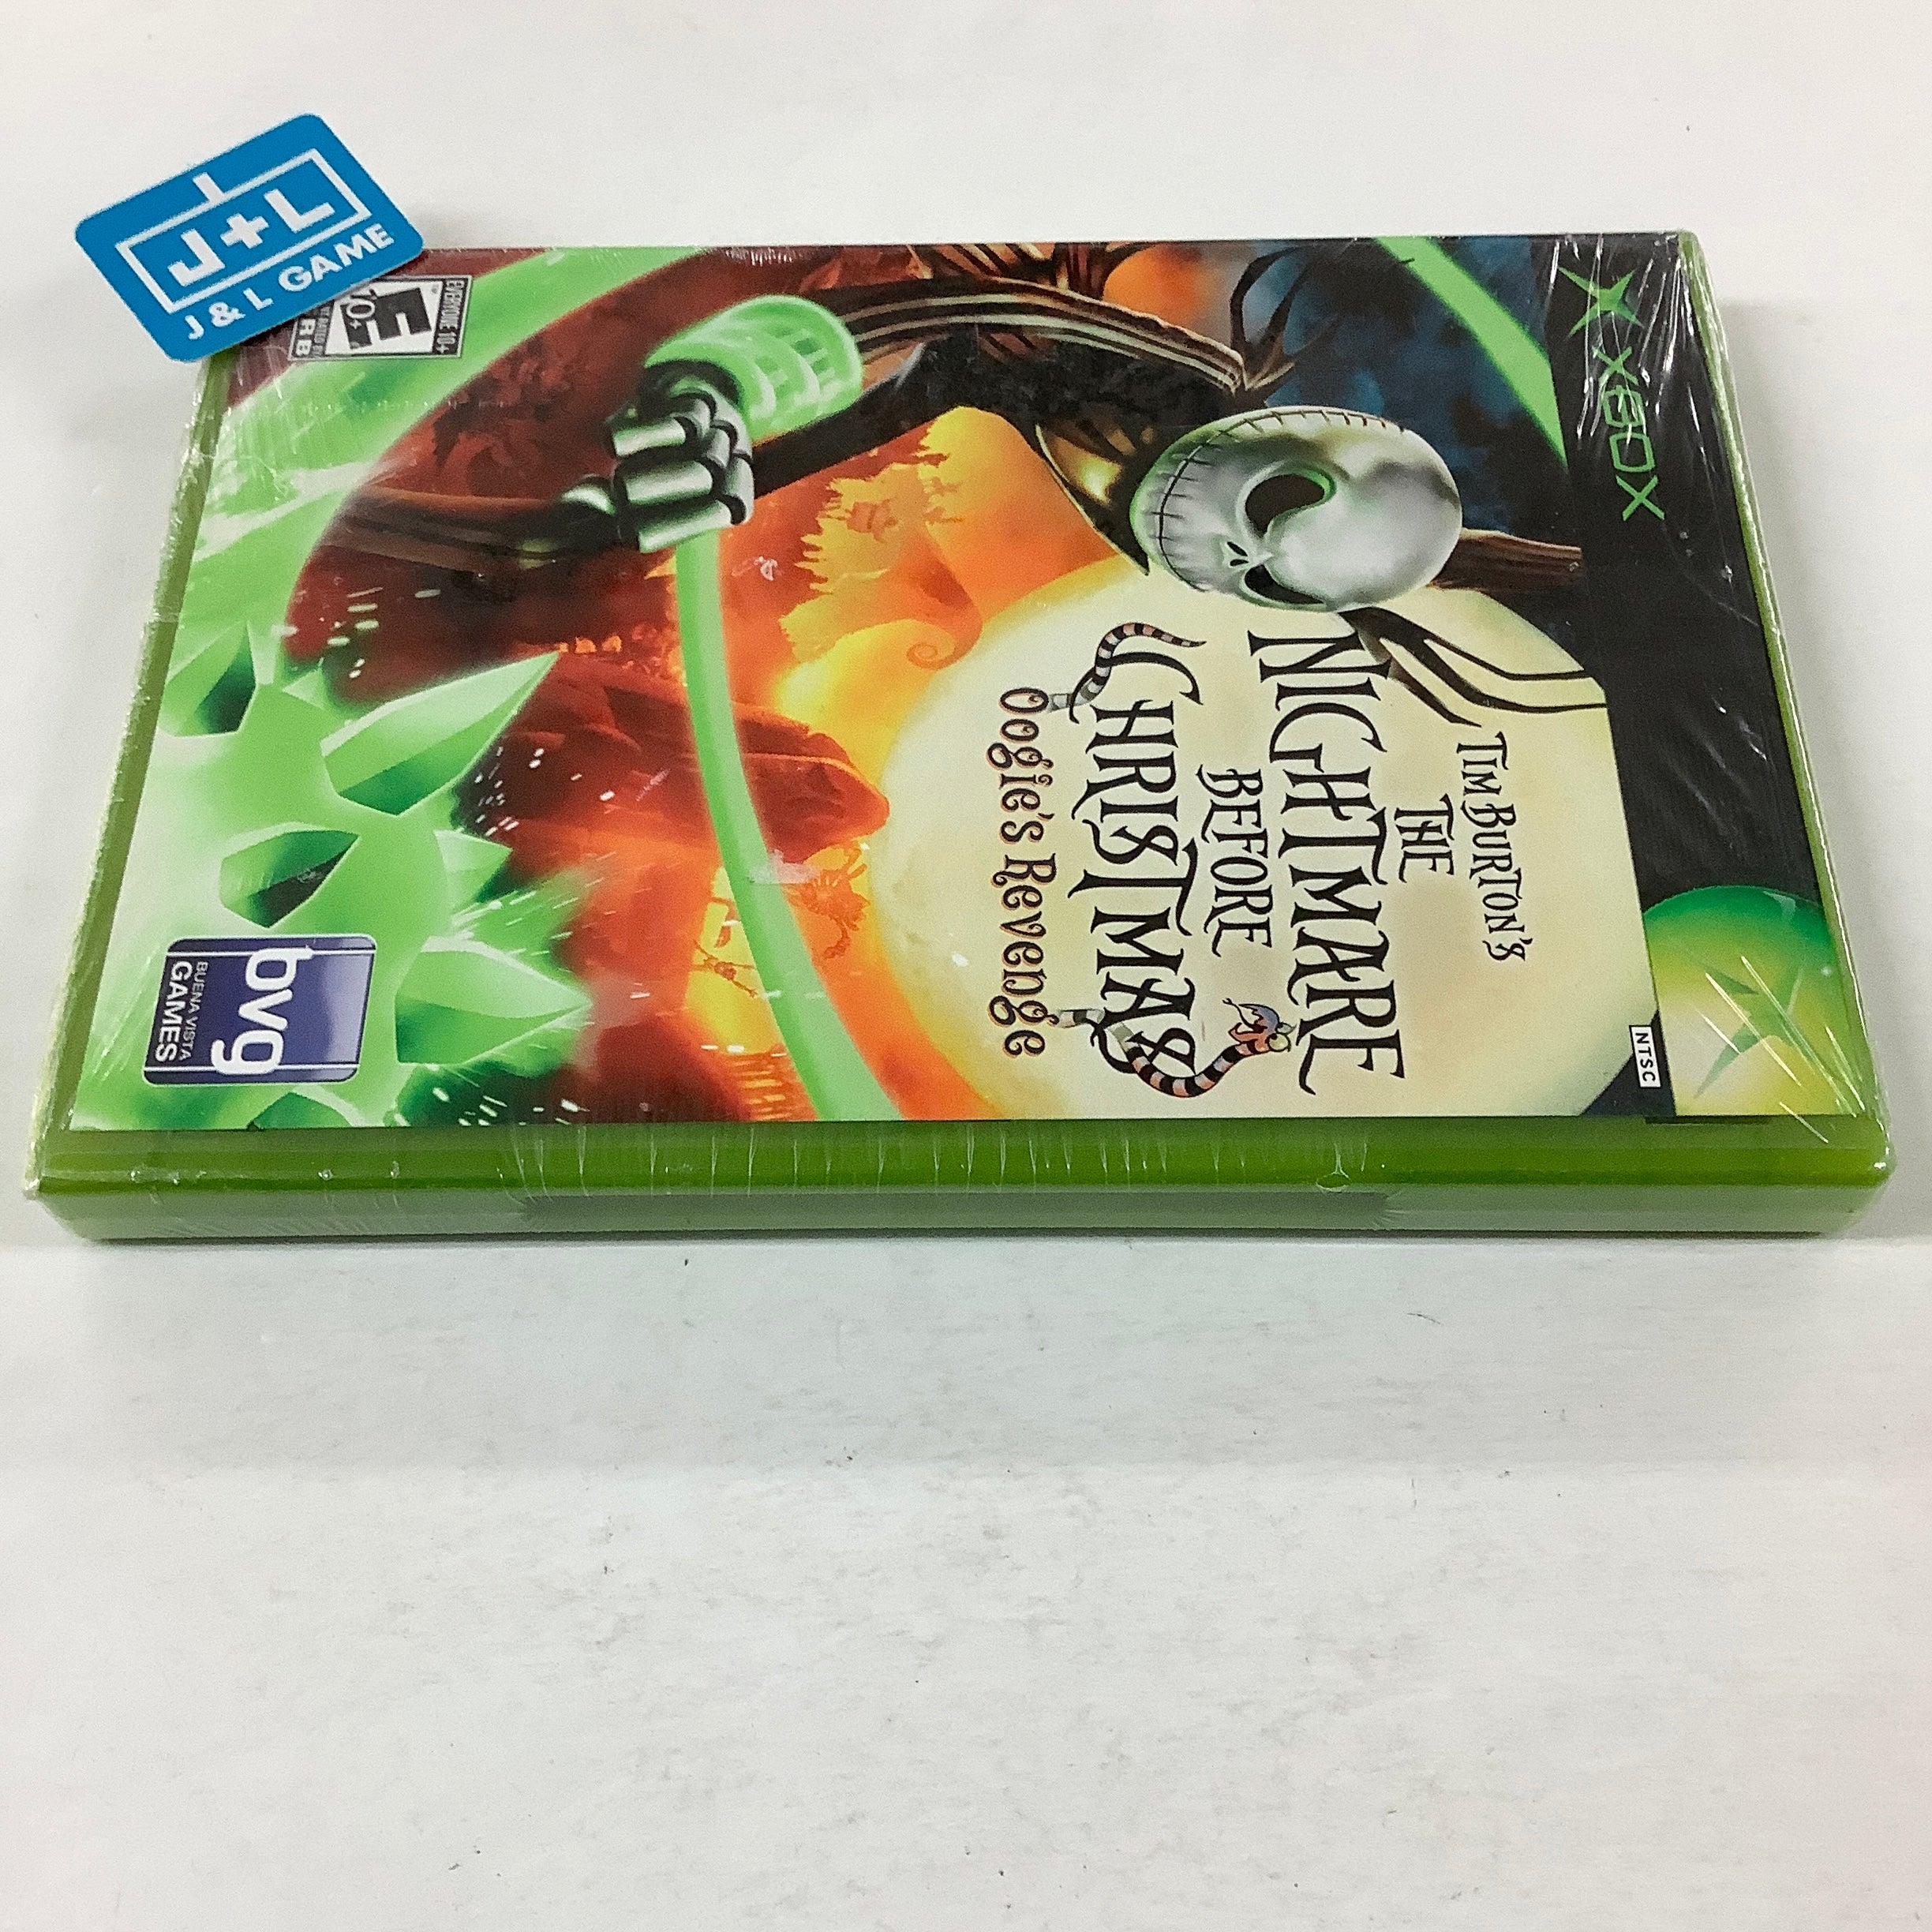 J+L
J & L GAME
XBOX
TIM BURTON'S
THE
NIGHTMARE
BEFORE
CHRISTMAS
Oogie's Revenge
NTSC
EVERYONE 10+
E
10+
bvg
BUENA VISTA
GAMES